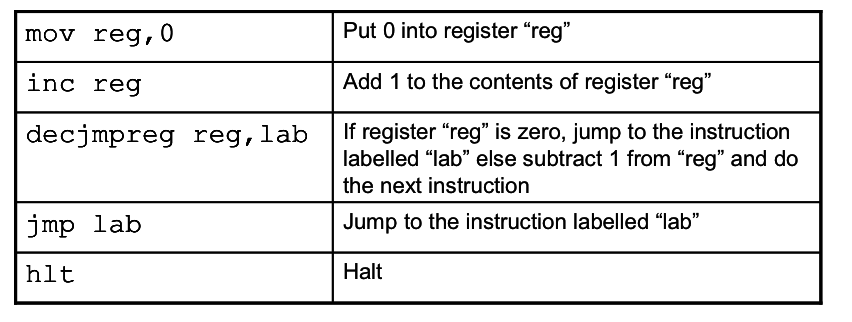 mov reg,0
Put 0 into register “reg”
inc reg
Add 1 to the contents of register “reg”
decjmpreg reg,lab
If register “reg” is zero, jump to the instruction
labelled “lab” else subtract 1 from “reg” and do
the next instruction
jmp lab
Jump to the instruction labelled “lab”
hlt
Halt